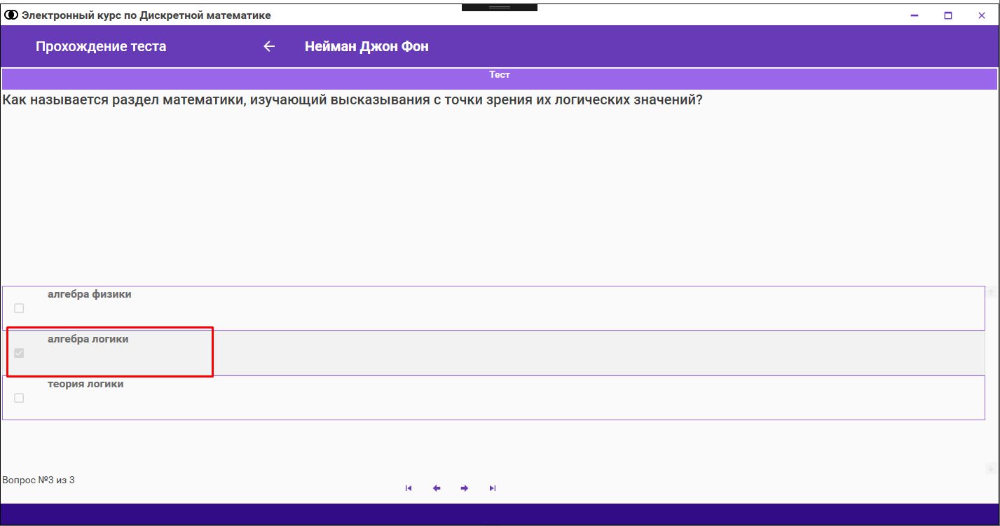 Электронный курс по Дискретной математике
Прохождение теста
Нейман Джон Фон
Тест
Как называется раздел математики, изучающий высказывания с точки зрения их логических значений?
алгебра физики
алгебра логики
теория логики
Вопрос №3 из 3